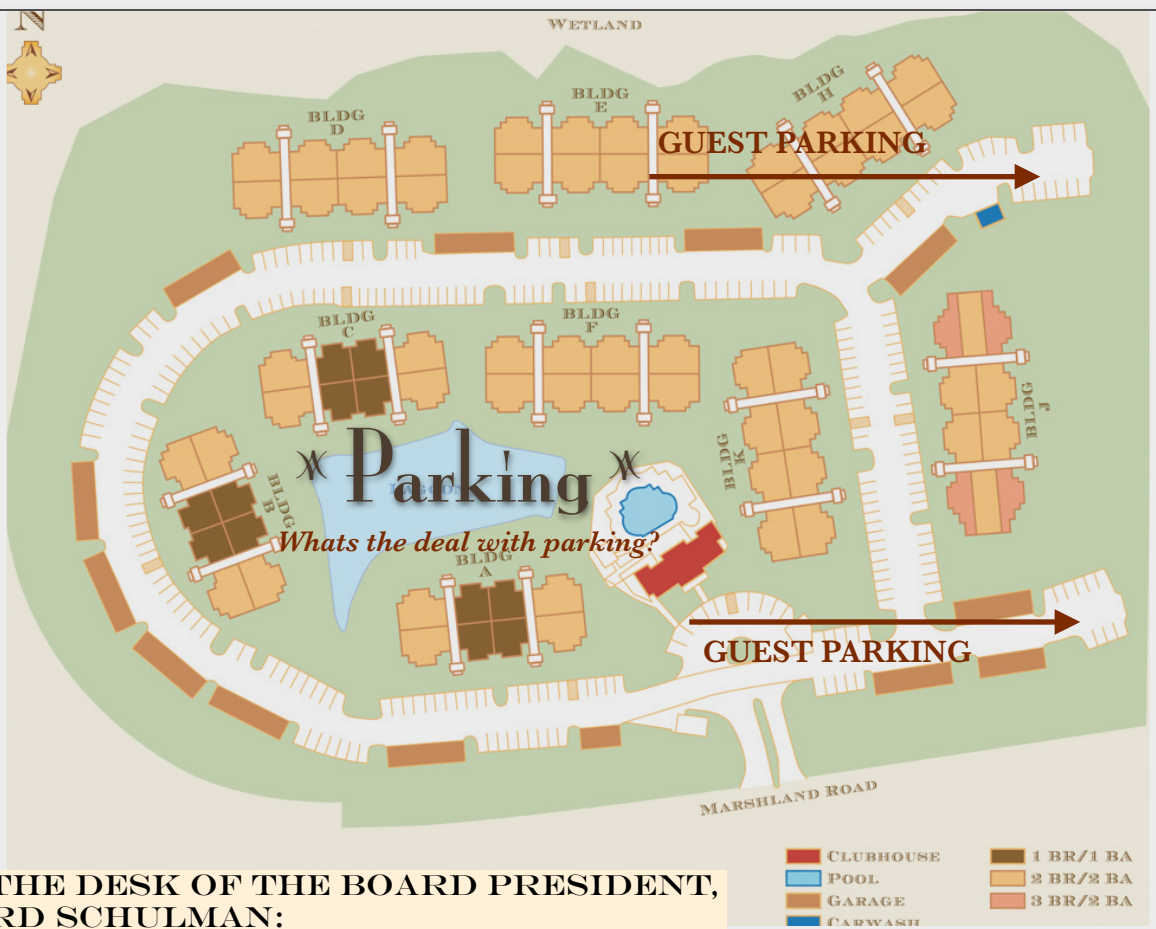 N
WETLAND
BLDG
E
BLDG
H
BLDG
D
GUEST PARKING
BLDG
C
BLDG
F
BLDG
J
BLDG
K
Parking
LAGOON
BLDG
B
Whats the deal with parking?
BLDG
A
GUEST PARKING
MARSHLAND ROAD
CLUBHOUSE
POOL
GARAGE
CARWASH
1 BR/1 BA
2 BR/2 BA
3 BR/2 BA
THE DESK OF THE BOARD PRESIDENT,
RD SCHULMAN: